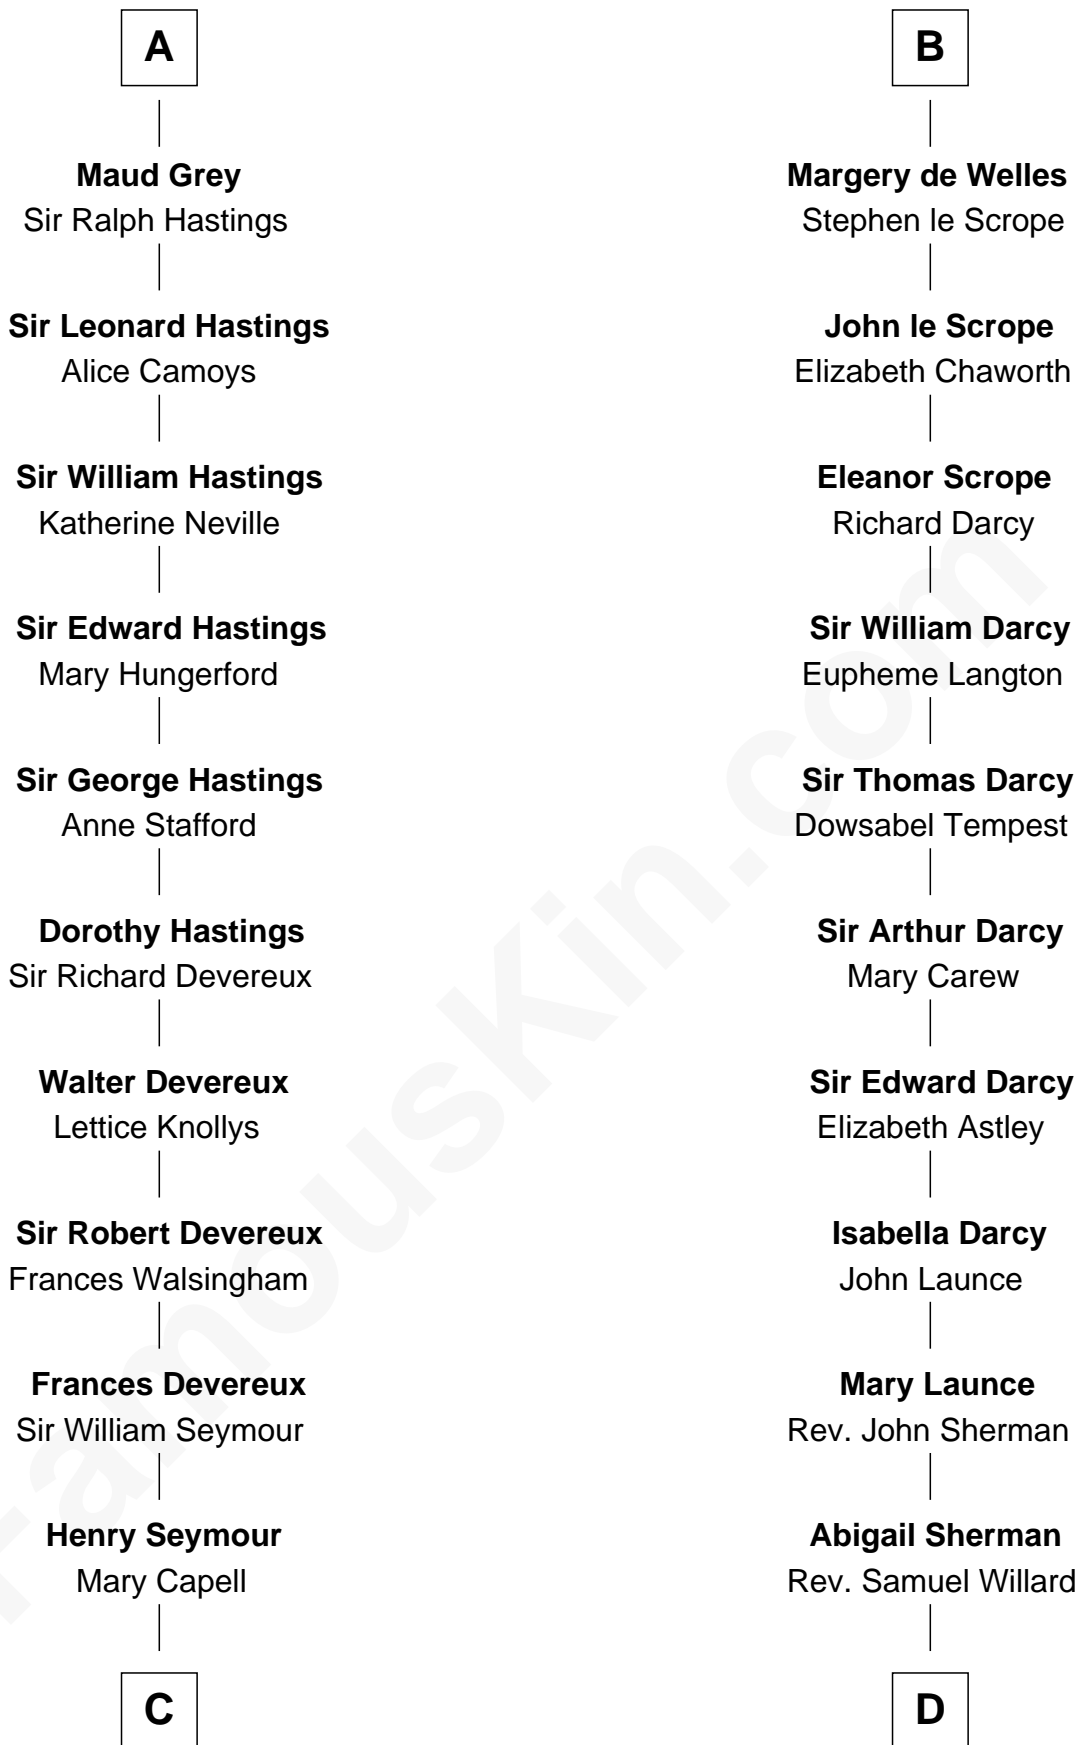 A
Maud Grey
Sir Ralph Hastings
Sir Leonard Hastings
Alice Camoys
Sir William Hastings
Katherine Neville
Sir Edward Hastings
Mary Hungerford
Sir George Hastings
Anne Stafford
Dorothy Hastings
Sir Richard Devereux
Walter Devereux
Lettice Knollys
Sir Robert Devereux
Frances Walsingham
Frances Devereux
Sir William Seymour
Henry Seymour
Mary Capell
C
B
Margery de Welles
Stephen le Scrope
John le Scrope
Elizabeth Chaworth
Eleanor Scrope
Richard Darcy
Sir William Darcy
Eupheme Langton
Sir Thomas Darcy
Dowsabel Tempest
Sir Arthur Darcy
Mary Carew
Sir Edward Darcy
Elizabeth Astley
Isabella Darcy
John Launce
Mary Launce
Rev. John Sherman
Abigail Sherman
Rev. Samuel Willard
D
FamousKin.com